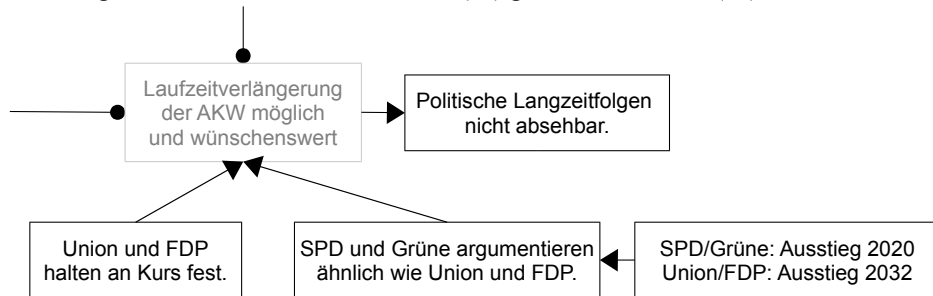 Laufzeitverlängerung
der AKW möglich
und wünschenswert
Politische Langzeitfolgen
nicht absehbar.
Union und FDP
halten an Kurs fest.
SPD und Grüne argumentieren
ähnlich wie Union und FDP.
SPD/Grüne: Ausstieg 2020
Union/FDP: Ausstieg 2032